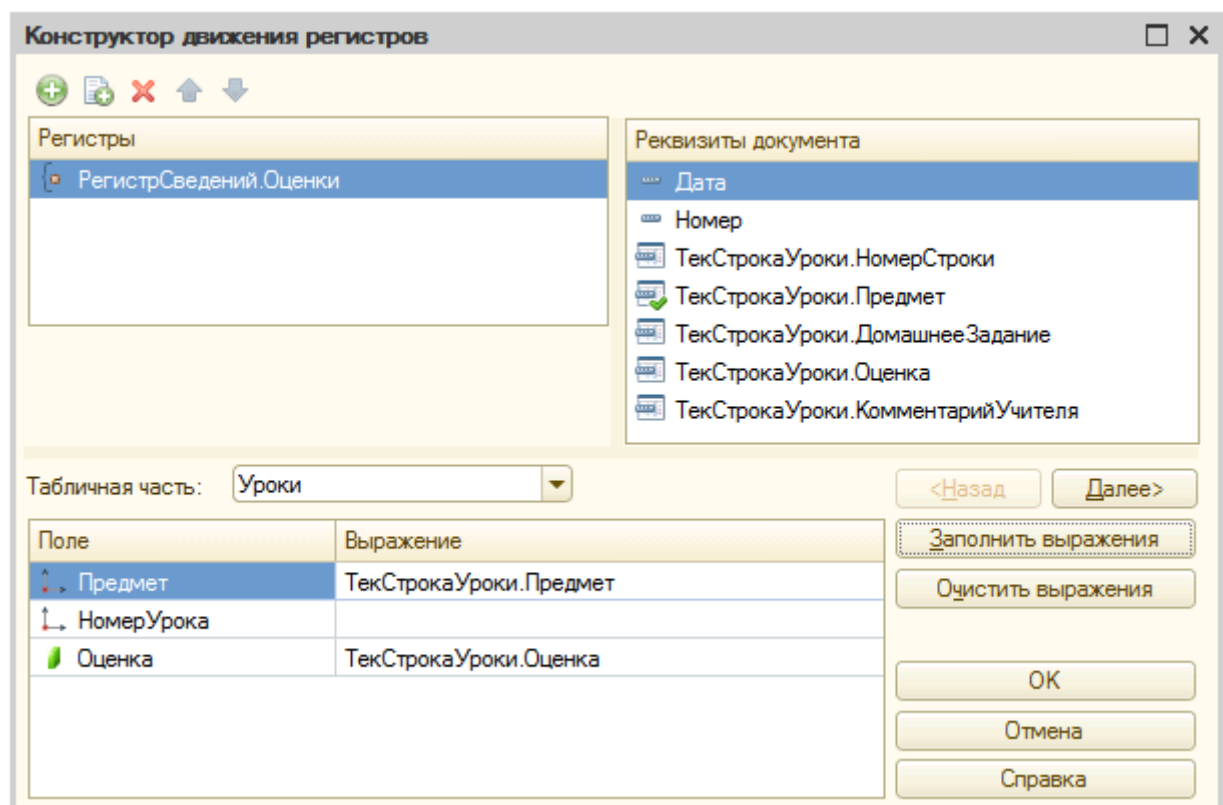 Конструктор движения регистров
Регистры
РегистрСведений.Оценки
Реквизиты документа
Дата
Номер
ТекСтрокаУроки.НомерСтроки
ТекСтрокаУроки.Предмет
ТекСтрокаУроки.ДомашнееЗадание
ТекСтрокаУроки.Оценка
ТекСтрокаУроки.КомментарийУчителя
Табличная часть: Уроки
<Назад Далее>
Поле Выражение
Предмет ТекСтрокаУроки.Предмет
НомерУрока
Оценка ТекСтрокаУроки.Оценка
Заполнить выражения
Очистить выражения
OK
Отмена
Справка